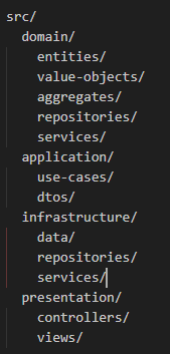 src/
  domain/
    entities/
    value-objects/
    aggregates/
    repositories/
    services/
  application/
    use-cases/
    dtos/
  infrastructure/
    data/
    repositories/
    services/
  presentation/
    controllers/
    views/